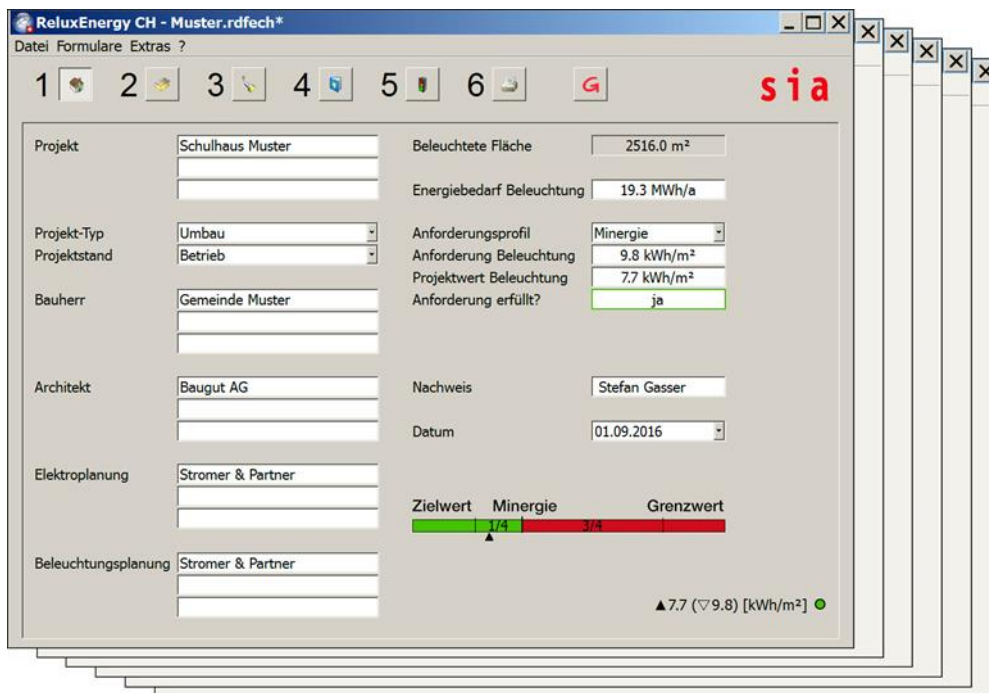 ReluxEnergy CH - Muster.rdfech*
Datei Formulare Extras ?
1 2 3 4 5 6 G sia
Projekt Schulhaus Muster
Beleuchtete Fläche 2516.0 m²
Energiebedarf Beleuchtung 19.3 MWh/a
Projekt-Typ Umbau
Anforderungsprofil Minergie
Projektstand Betrieb
Anforderung Beleuchtung 9.8 kWh/m²
Projektwert Beleuchtung 7.7 kWh/m²
Bauherr Gemeinde Muster
Anforderung erfüllt? ja
Architekt Baugut AG
Nachweis Stefan Gasser
Datum 01.09.2016
Elektroplanung Stromer & Partner
Zielwert Minergie Grenzwert
1/4 3/4
Beleuchtungsplanung Stromer & Partner
▲7.7 (▽9.8) [kWh/m²]